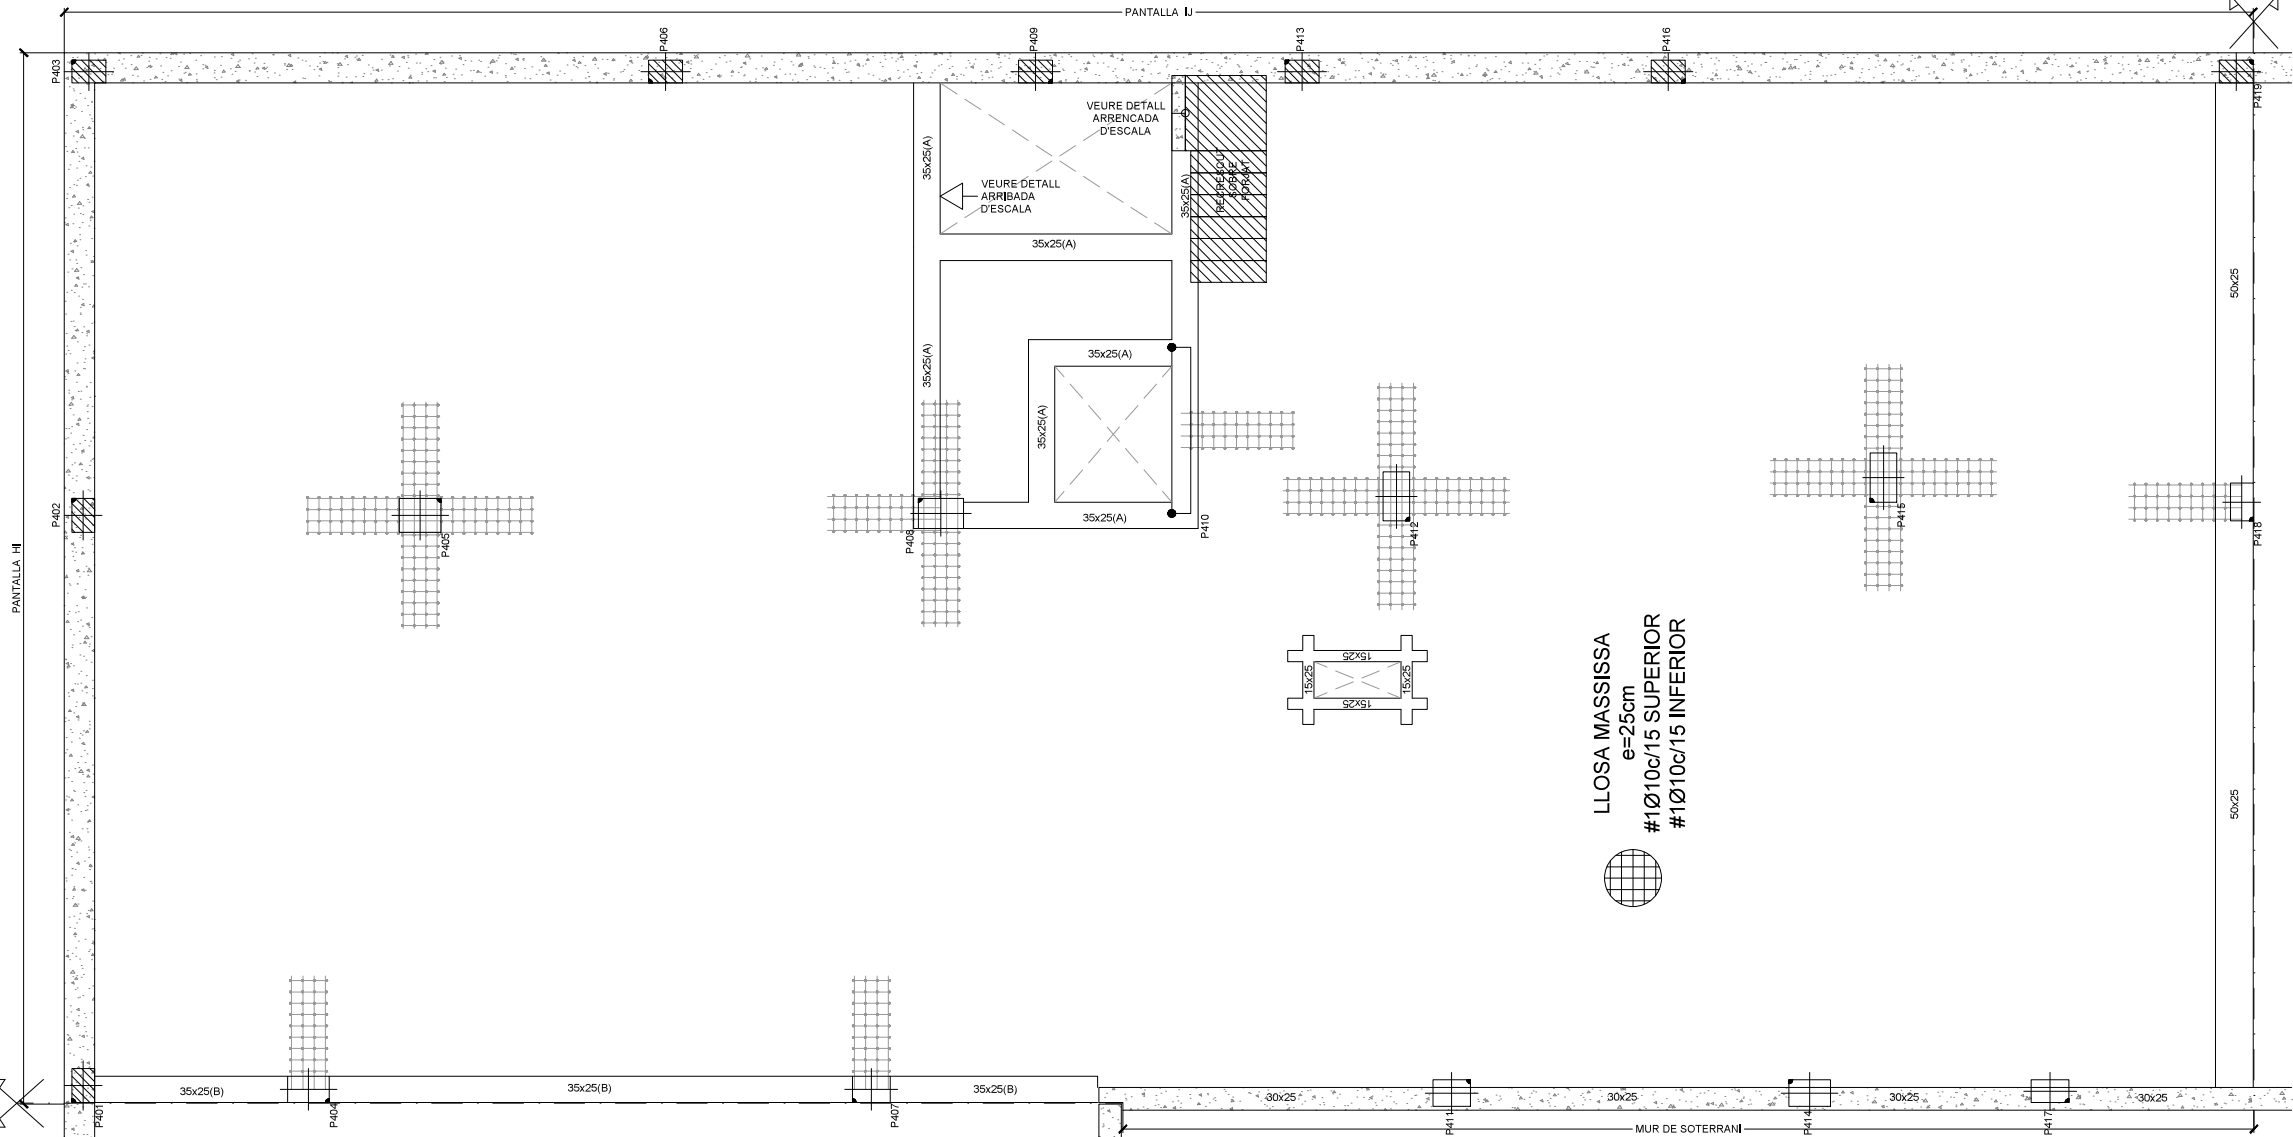 PANTALLA IJ
P403
P406
P409
P413
P416
P419
VEURE DETALL
ARRENCADA
D'ESCALA
35x25(A)
VEURE DETALL
ARRIBADA
D'ESCALA
35x25(A)
RECRESCUT
SOBRE
FORJAT
35x25(A)
50x25
35x25(A)
35x25(A)
35x25(A)
35x25(A)
P402
P405
P408
P410
P412
P415
P418
PANTALLA HI
15x25
15x25
15x25
15x25
LLOSA MASSISSA
e=25cm
#1Ø10c/15 SUPERIOR
#1Ø10c/15 INFERIOR
50x25
35x25(B)
35x25(B)
35x25(B)
30x25
30x25
30x25
30x25
P401
P404
P407
P411
P414
P417
MUR DE SOTERRANI